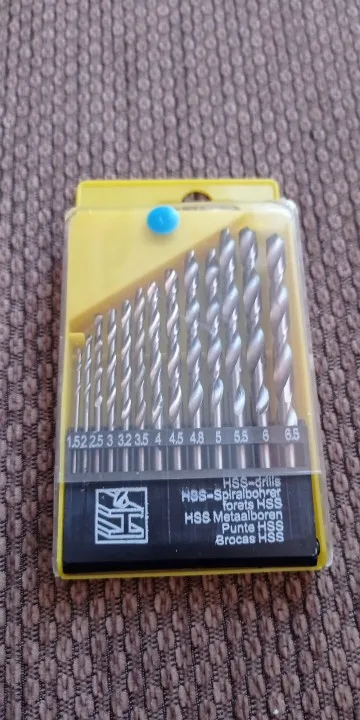 1.5 2 2.5 3 3.2 3.5 4 4.5 4.8 5 5.5 6 6.5
HSS-drills
HSS-Spiralbohrer
forets HSS
HSS Metaalboren
Punte HSS
Brocas HSS